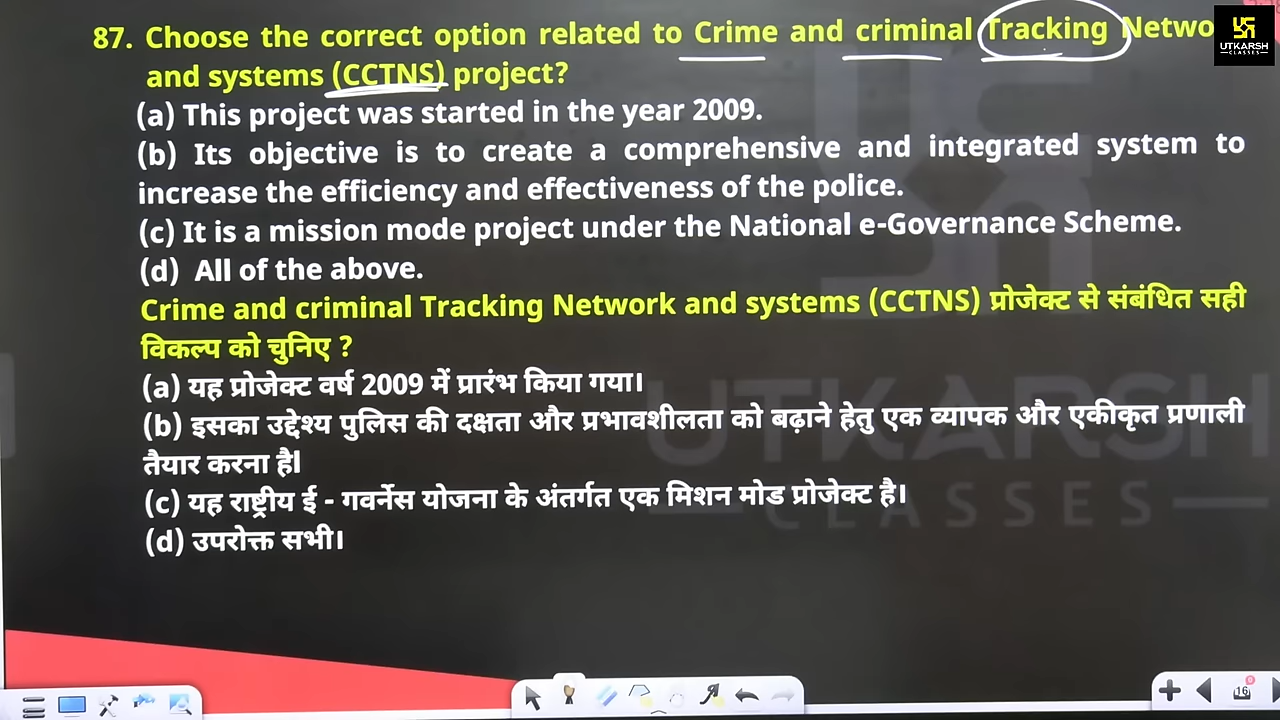 87. Choose the correct option related to Crime and criminal Tracking
and systems (CCTNS) project?
(a) This project was started in the year 2009.
(b) Its objective is to create a comprehensive and integrated system to
increase the efficiency and effectiveness of the police.
(c) It is a mission mode project under the National e-Governance Scheme.
(d) All of the above.
Crime and criminal Tracking Network and systems (CCTNS) प्रोजेक्ट से संबंधित सही
विकल्प को चुनिए ?
(a) यह प्रोजेक्ट वर्ष 2009 में प्रारंभ किया गया।
(b) इसका उद्देश्य पुलिस की दक्षता और प्रभावशीलता को बढ़ाने हेतु एक व्यापक और एकीकृत प्रणाली
तैयार करना है।
(c) यह राष्ट्रीय ई - गवर्नेस योजना के अंतर्गत एक मिशन मोड प्रोजेक्ट है।
(d) उपरोक्त सभी।
UTKARSH
CLASSES
UTKARSH
CLASSES
16